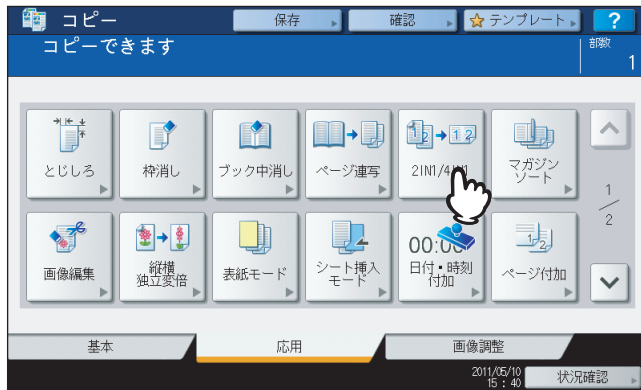 コピー
保存
確認
テンプレート
?
コピーできます
部数
1
とじしろ
枠消し
ブック中消し
ページ連写
2IN1/4IN1
マガジン
ソート
1
2
画像編集
縦横
独立変倍
表紙モード
シート挿入
モード
00:00
日付・時刻
付加
ページ付加
基本
応用
画像調整
2011/05/10
15 : 40
状況確認